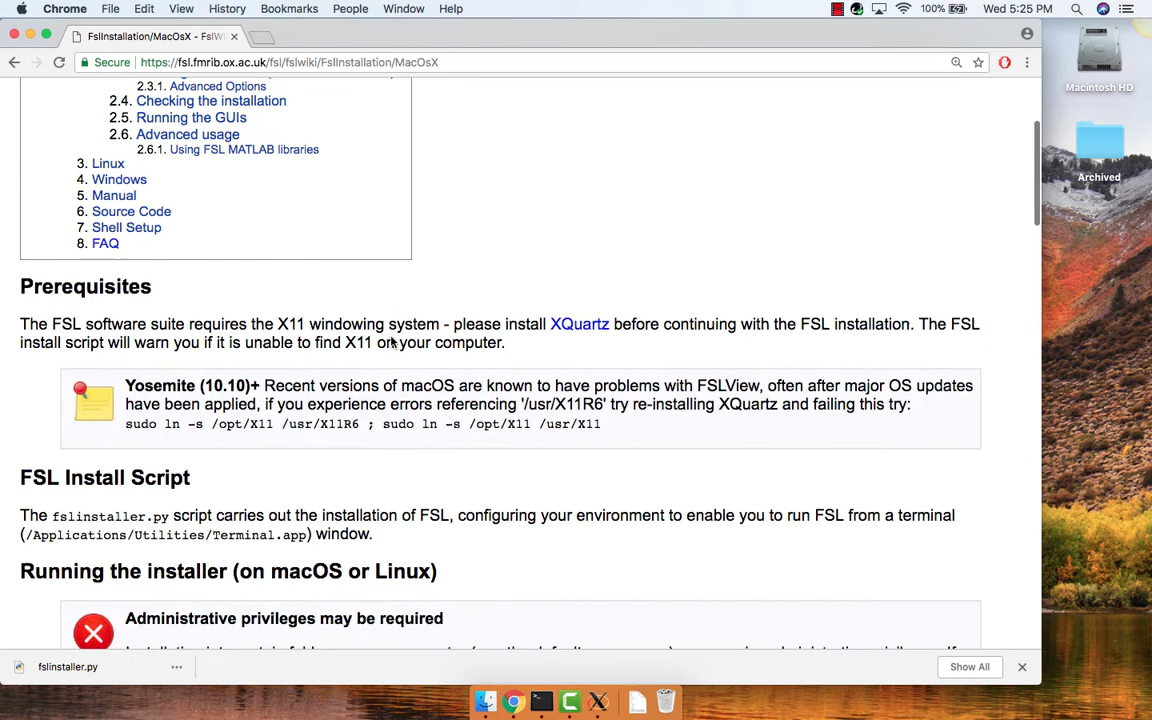 Chrome File Edit View History Bookmarks People Window Help 100% Wed 5:25 PM
FslInstallation/MacOsX - FslWi
Secure https://fsl.fmrib.ox.ac.uk/fsl/fslwiki/FslInstallation/MacOsX
Macintosh HD
Archived
2.3.1. Advanced Options
2.4. Checking the installation
2.5. Running the GUIs
2.6. Advanced usage
2.6.1. Using FSL MATLAB libraries
3. Linux
4. Windows
5. Manual
6. Source Code
7. Shell Setup
8. FAQ
Prerequisites
The FSL software suite requires the X11 windowing system - please install XQuartz before continuing with the FSL installation. The FSL
install script will warn you if it is unable to find X11 on your computer.
Yosemite (10.10)+ Recent versions of macOS are known to have problems with FSLView, often after major OS updates
have been applied, if you experience errors referencing '/usr/X11R6' try re-installing XQuartz and failing this try:
sudo ln -s /opt/X11 /usr/X11R6 ; sudo ln -s /opt/X11 /usr/X11
FSL Install Script
The fslinstaller.py script carries out the installation of FSL, configuring your environment to enable you to run FSL from a terminal
(/Applications/Utilities/Terminal.app) window.
Running the installer (on macOS or Linux)
Administrative privileges may be required
fslinstaller.py
Show All